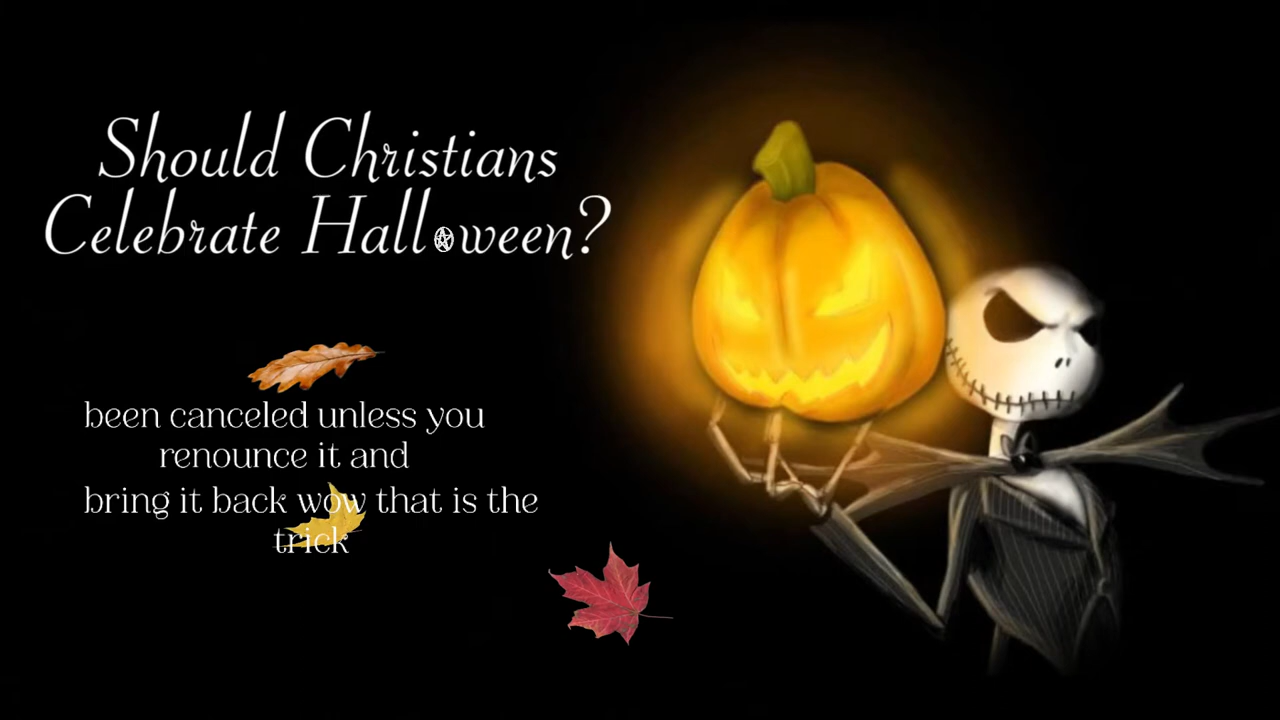 Should Christians
Celebrate Halloween?
been canceled unless you
renounce it and
bring it back wow that is the
trick